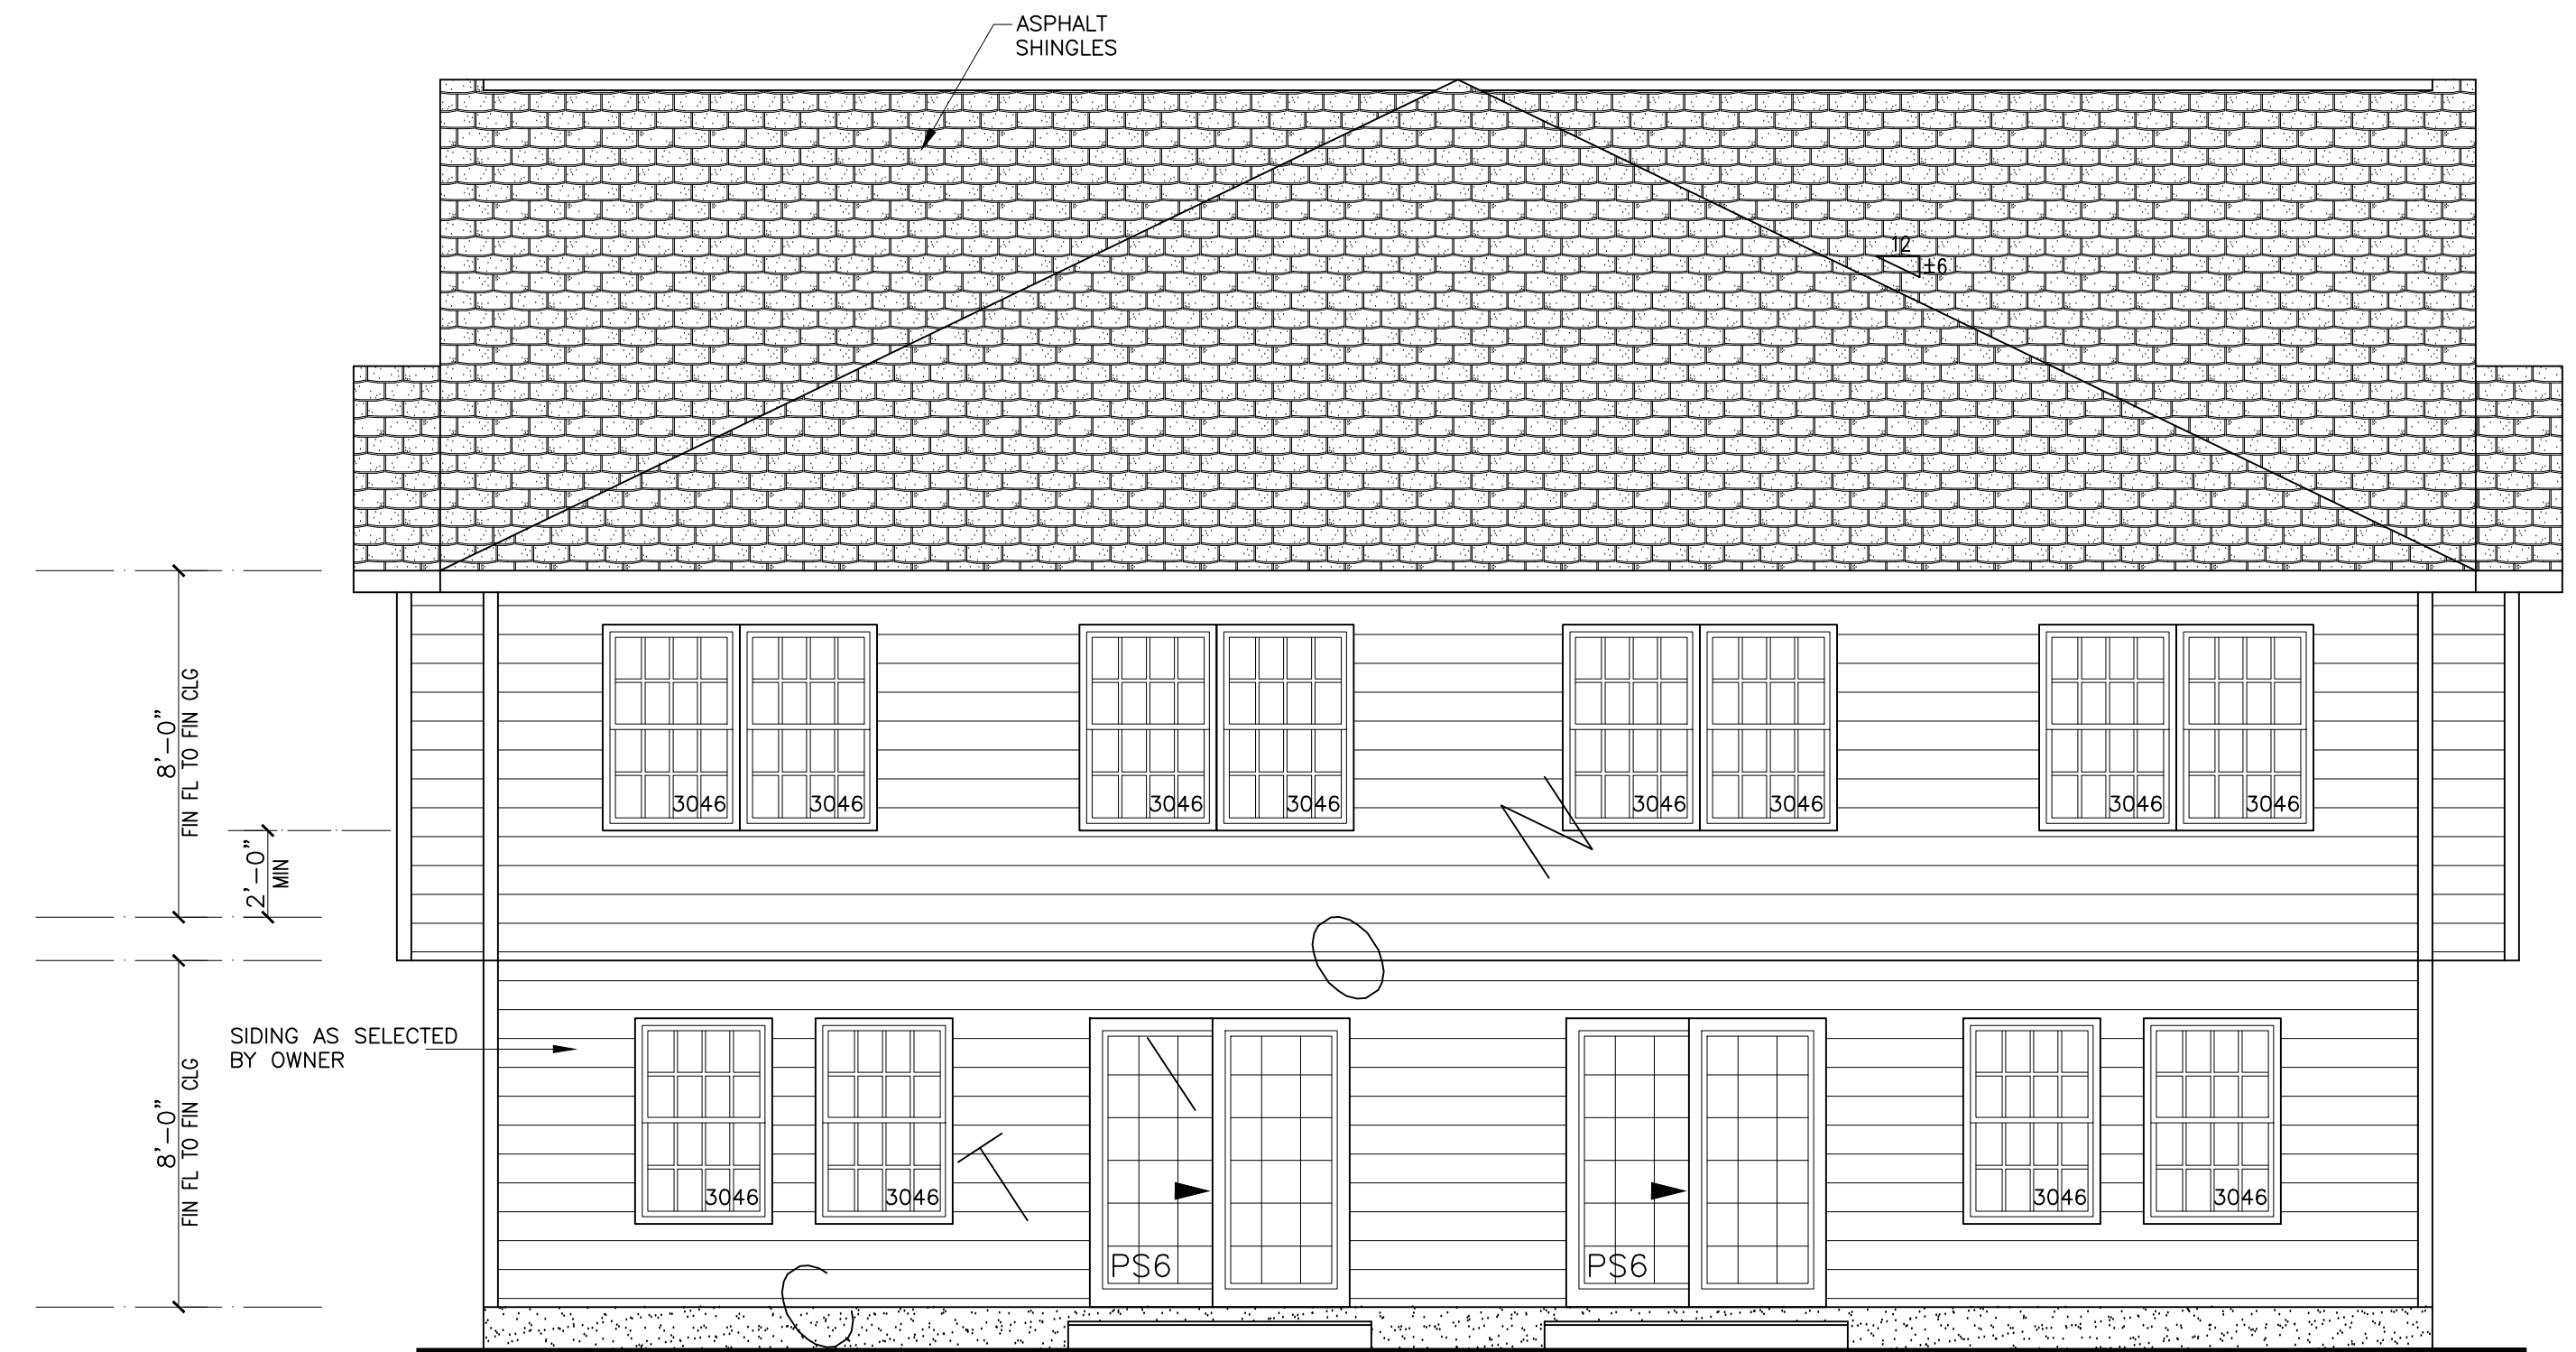 ASPHALT
SHINGLES
12
±6
8'-0"
FIN FL TO FIN CLG
2'-0"
MIN
3046 3046 3046 3046 3046 3046 3046 3046
SIDING AS SELECTED
BY OWNER
8'-0"
FIN FL TO FIN CLG
3046 3046 3046 3046
PS6 PS6